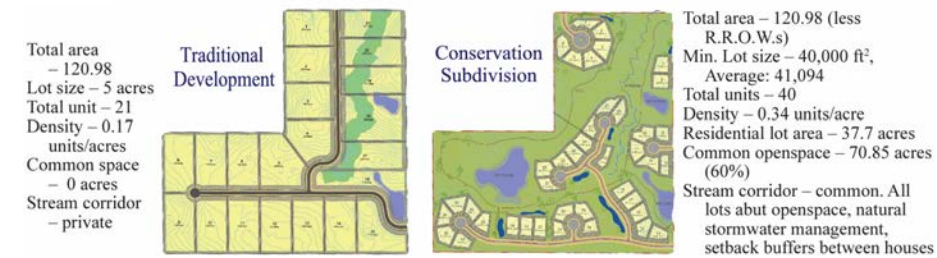 Total area
– 120.98
Lot size – 5 acres
Total unit – 21
Density – 0.17
units/acres
Common space
– 0 acres
Stream corridor
– private
Traditional
Development
Conservation
Subdivision
Total area – 120.98 (less
R.R.O.W.s)
Min. Lot size – 40,000 ft²,
Average: 41,094
Total units – 40
Density – 0.34 units/acre
Residential lot area – 37.7 acres
Common openspace – 70.85 acres
(60%)
Stream corridor – common. All
lots abut openspace, natural
stormwater management,
setback buffers between houses